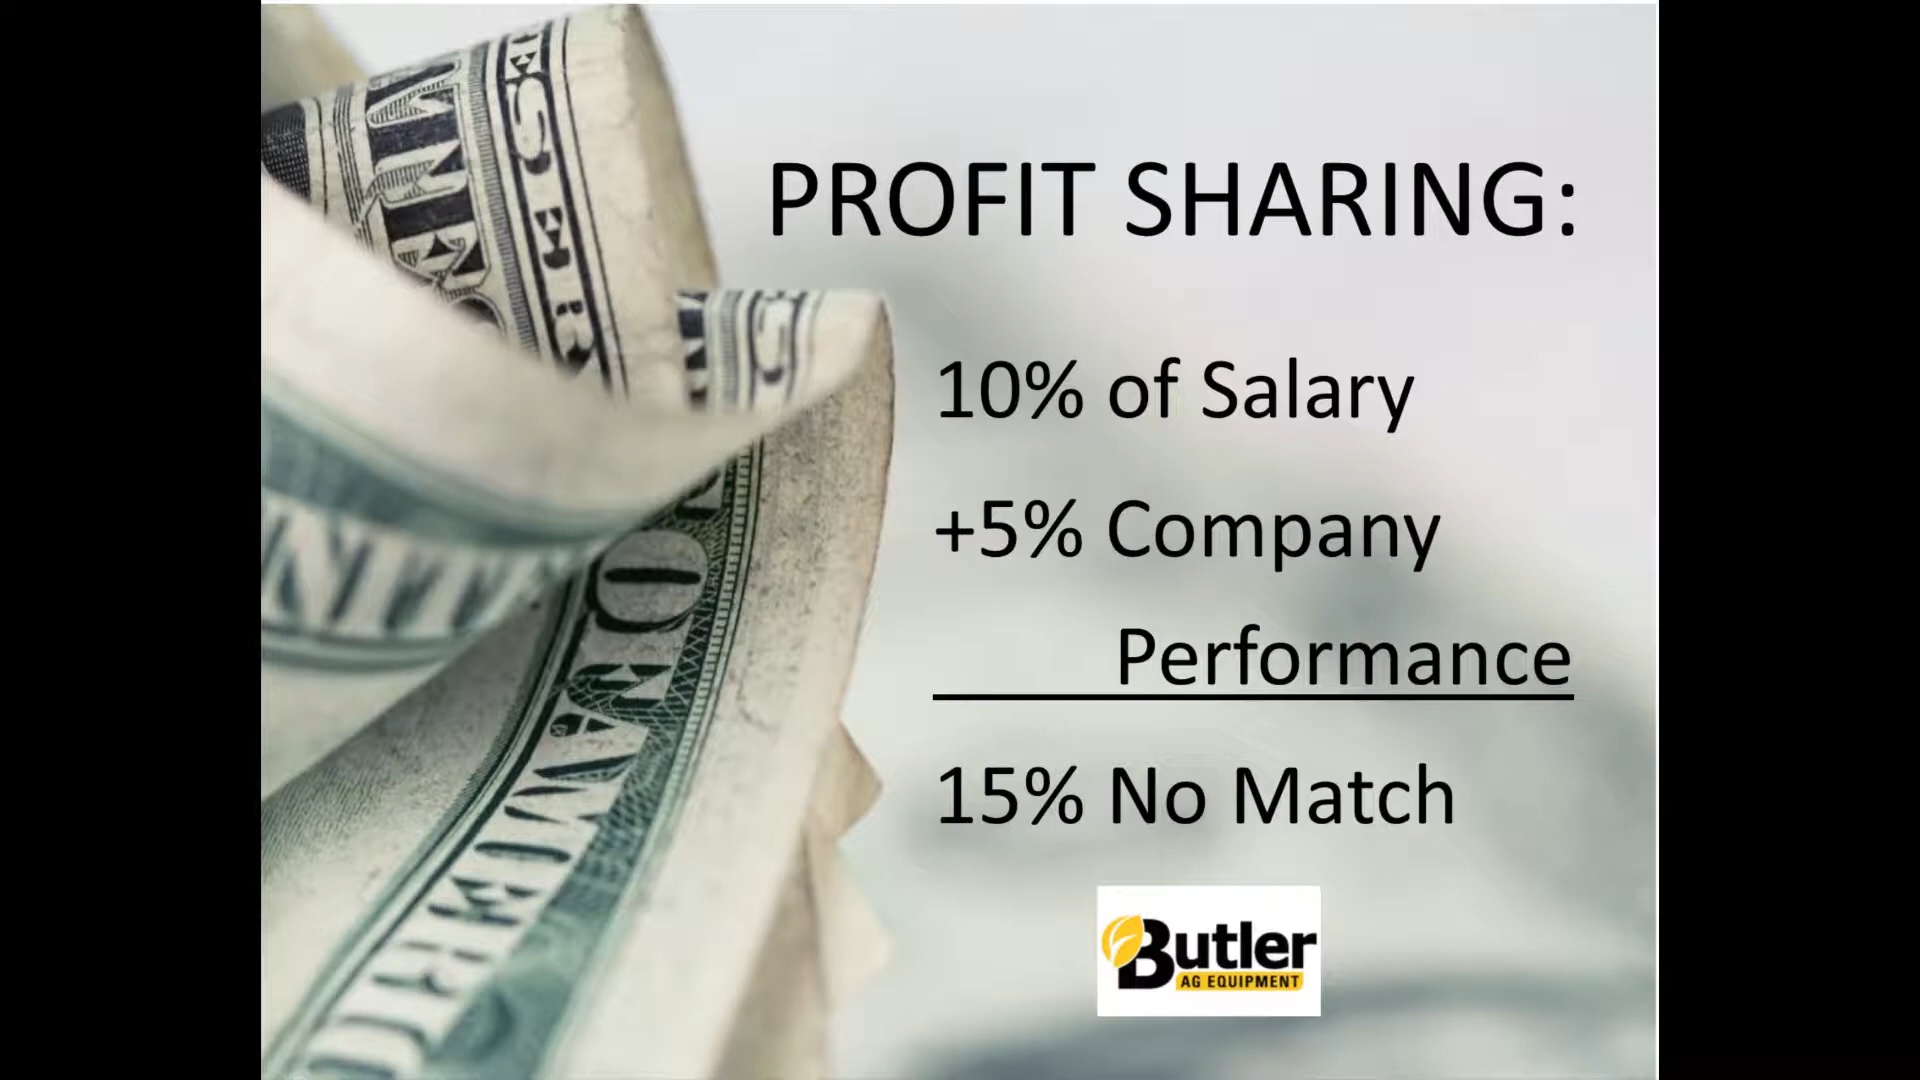 PROFIT SHARING:
10% of Salary
+5% Company
Performance
15% No Match
Butler
AG EQUIPMENT